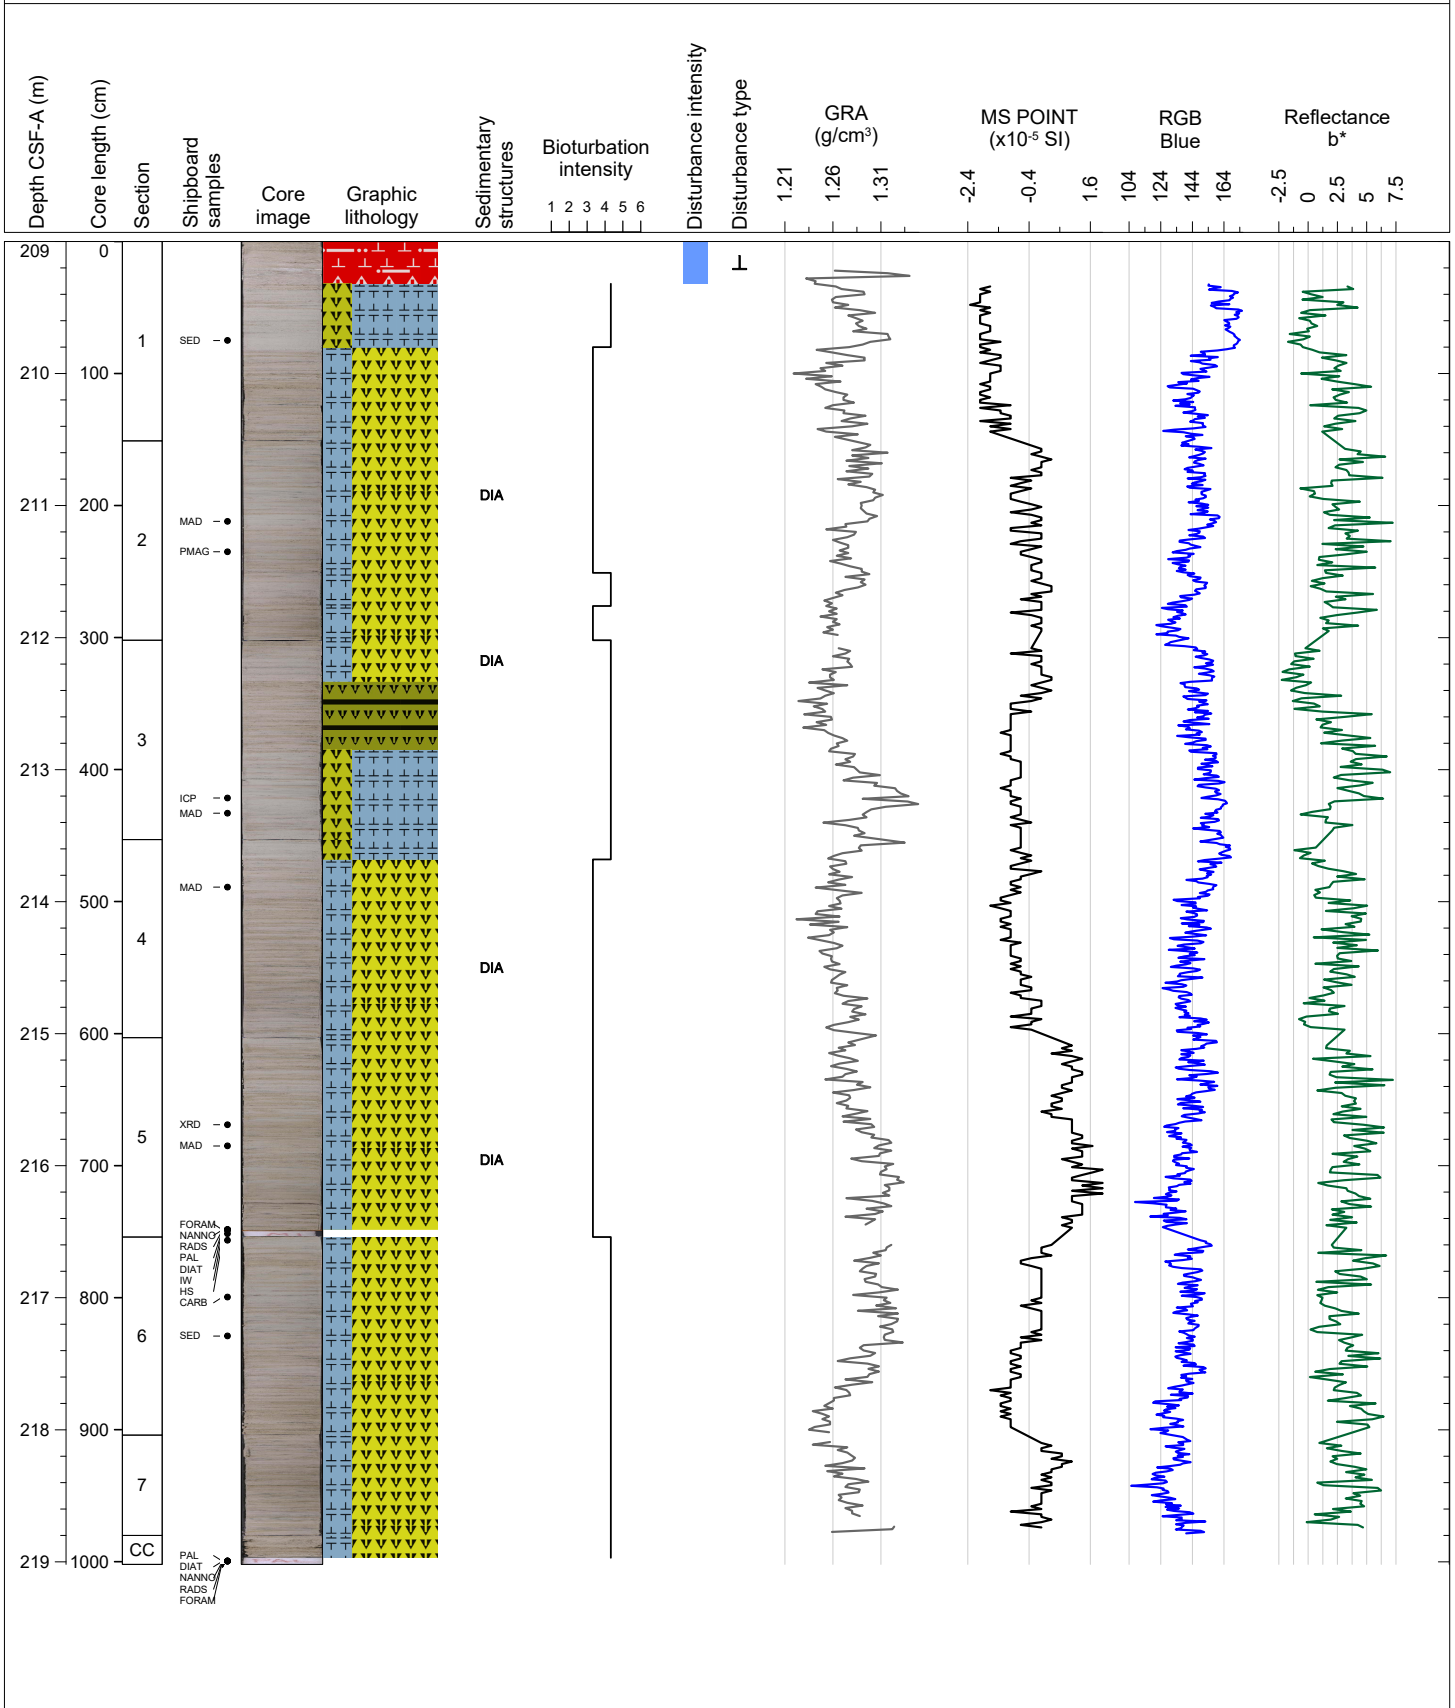 Depth CSF-A (m)
Core length (cm)
Section
Shipboard
samples
Core
image
Graphic
lithology
Sedimentary
structures
Bioturbation
intensity
1 2 3 4 5 6
Disturbance intensity
Disturbance type
GRA
(g/cm³)
1.21 1.26 1.31
MS POINT
(x10⁻⁵ SI)
-2.4 -0.4 1.6
RGB
Blue
104 124 144 164
Reflectance
b*
-2.5 0 2.5 5 7.5
209 0
1
SED
210 100
DIA
211 200
MAD
2
PMAG
212 300
DIA
3
213 400
ICP
MAD
MAD
214 500
4
DIA
215 600
XRD
5
MAD
DIA
216 700
FORAM
NANNO
RADS
PAL
DIAT
IW
HS
217 800
CARB
6
SED
218 900
7
CC
PAL
219 1000
DIAT
NANNO
RADS
FORAM